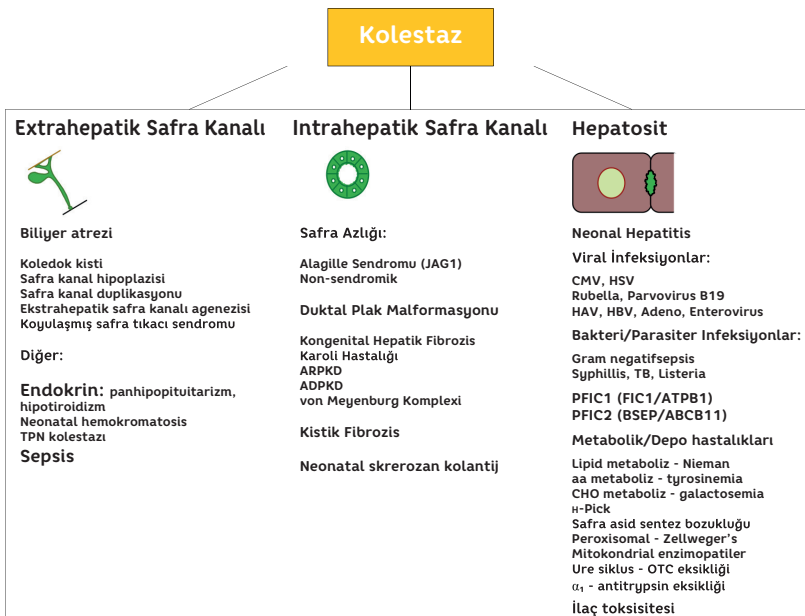 Kolestaz
Extrahepatik Safra Kanalı
Biliyer atrezi
Koledok kisti
Safra kanal hipoplazisi
Safra kanal duplikasyonu
Ekstrahepatik safra kanalı agenezisi
Koyulaşmış safra tıkacı sendromu
Diğer:
Endokrin: panhipopituitarizm,
hipotiroidizm
Neonatal hemokromatosis
TPN kolestazı
Sepsis
Intrahepatik Safra Kanalı
Safra Azlığı:
Alagille Sendromu (JAG1)
Non-sendromik
Duktal Plak Malformasyonu
Kongenital Hepatik Fibrozis
Karoli Hastalığı
ARPKD
ADPKD
von Meyenburg Komplexi
Kistik Fibrozis
Neonatal skrerozan kolantij
Hepatosit
Neonal Hepatitis
Viral İnfeksiyonlar:
CMV, HSV
Rubella, Parvovirus B19
HAV, HBV, Adeno, Enterovirus
Bakteri/Parasiter Infeksiyonlar:
Gram negatifsepsis
Syphillis, TB, Listeria
PFIC1 (FIC1/ATPB1)
PFIC2 (BSEP/ABCB11)
Metabolik/Depo hastalıkları
Lipid metaboliz - Nieman
aa metaboliz - tyrosinemia
CHO metaboliz - galactosemia
H-Pick
Safra asid sentez bozukluğu
Peroxisomal - Zellweger's
Mitokondrial enzimopatiler
Ure siklus - OTC eksikliği
α₁ - antitrypsin eksikliği
İlaç toksisitesi